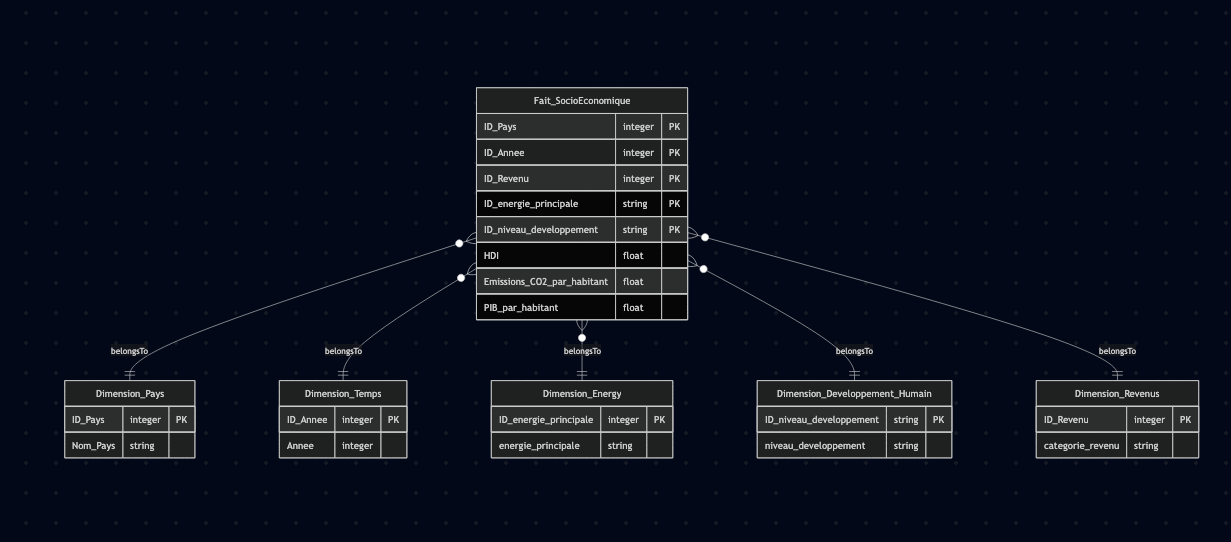 Fait_SocioEconomique
ID_Pays integer PK
ID_Annee integer PK
ID_Revenu integer PK
ID_energie_principale string PK
ID_niveau_developpement string PK
HDI float
Emissions_CO2_par_habitant float
PIB_par_habitant float
belongsTo belongsTo belongsTo belongsTo belongsTo
Dimension_Pays
ID_Pays integer PK
Nom_Pays string
Dimension_Temps
ID_Annee integer PK
Annee integer
Dimension_Energy
ID_energie_principale integer PK
energie_principale string
Dimension_Developpement_Humain
ID_niveau_developpement string PK
niveau_developpement string
Dimension_Revenus
ID_Revenu integer PK
categorie_revenu string